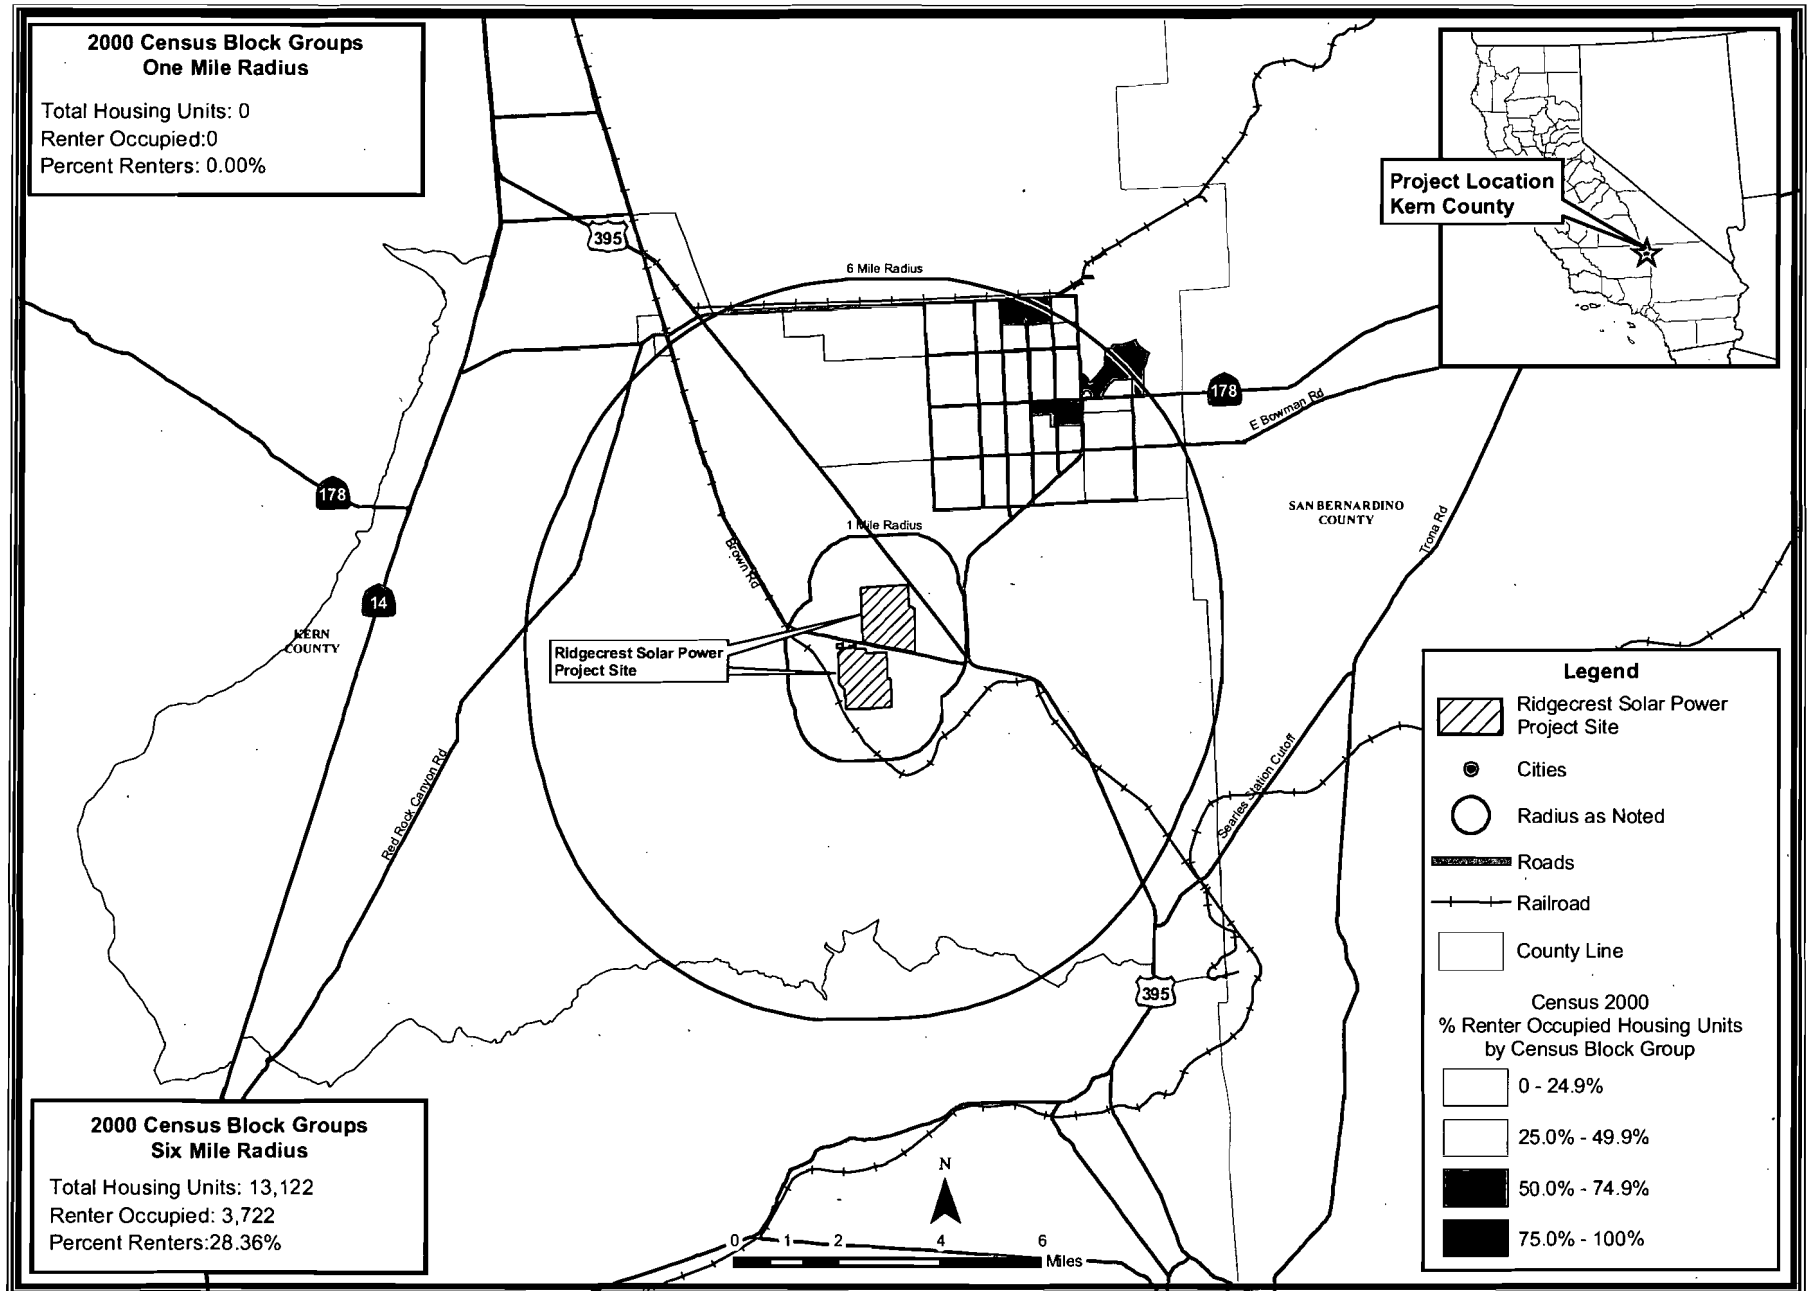 2000 Census Block Groups
One Mile Radius
Total Housing Units: 0
Renter Occupied:0
Percent Renters: 0.00%
Project Location
Kern County
395
6 Mile Radius
178
E Bowman Rd
178
SAN BERNARDINO
COUNTY
Trona Rd
1 Mile Radius
Brown Rd
14
KERN
COUNTY
Ridgecrest Solar Power
Project Site
Red Rock Canyon Rd
Searles Station Cutoff
395
Legend
Ridgecrest Solar Power
Project Site
Cities
Radius as Noted
Roads
Railroad
County Line
Census 2000
% Renter Occupied Housing Units
by Census Block Group
0 - 24.9%
25.0% - 49.9%
50.0% - 74.9%
75.0% - 100%
2000 Census Block Groups
Six Mile Radius
Total Housing Units: 13,122
Renter Occupied: 3,722
Percent Renters:28.36%
N
0 1 2 4 6
Miles